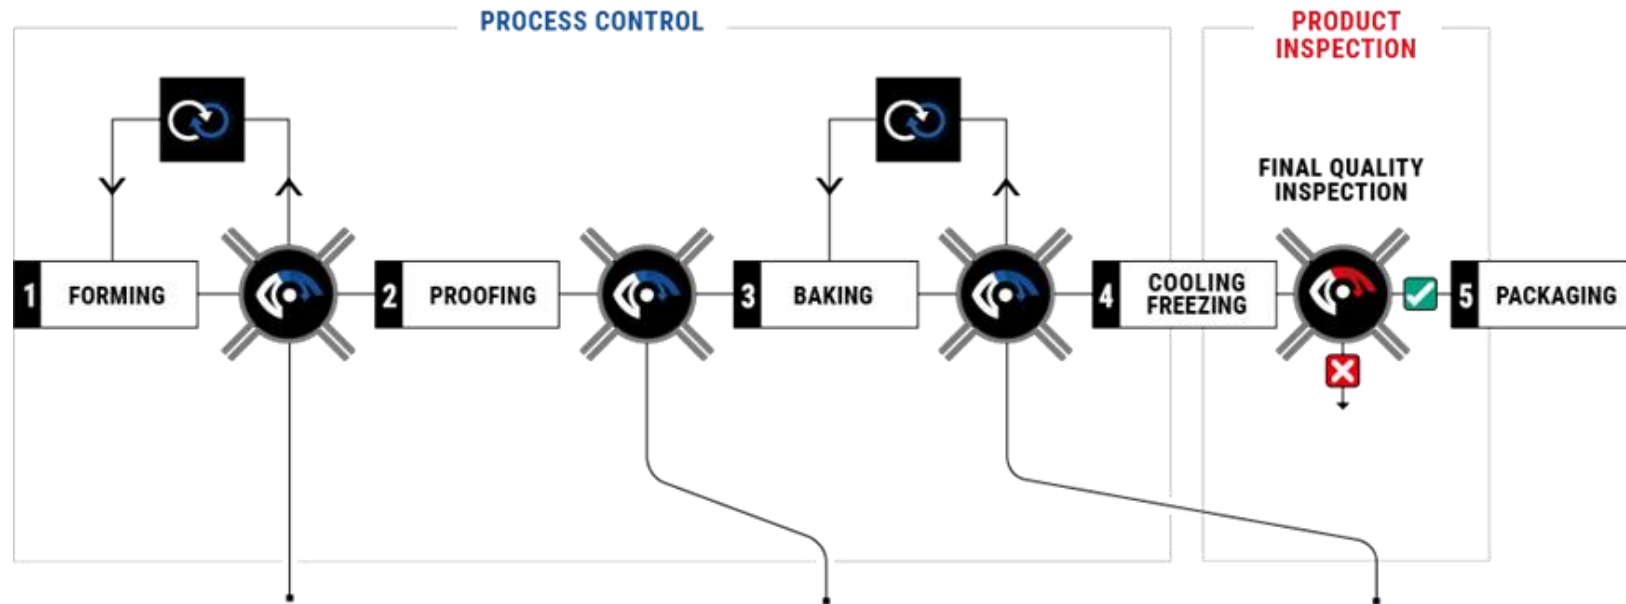 PROCESS CONTROL
PRODUCT
INSPECTION
FINAL QUALITY
INSPECTION
1 FORMING
2 PROOFING
3 BAKING
4 COOLING
FREEZING
5 PACKAGING